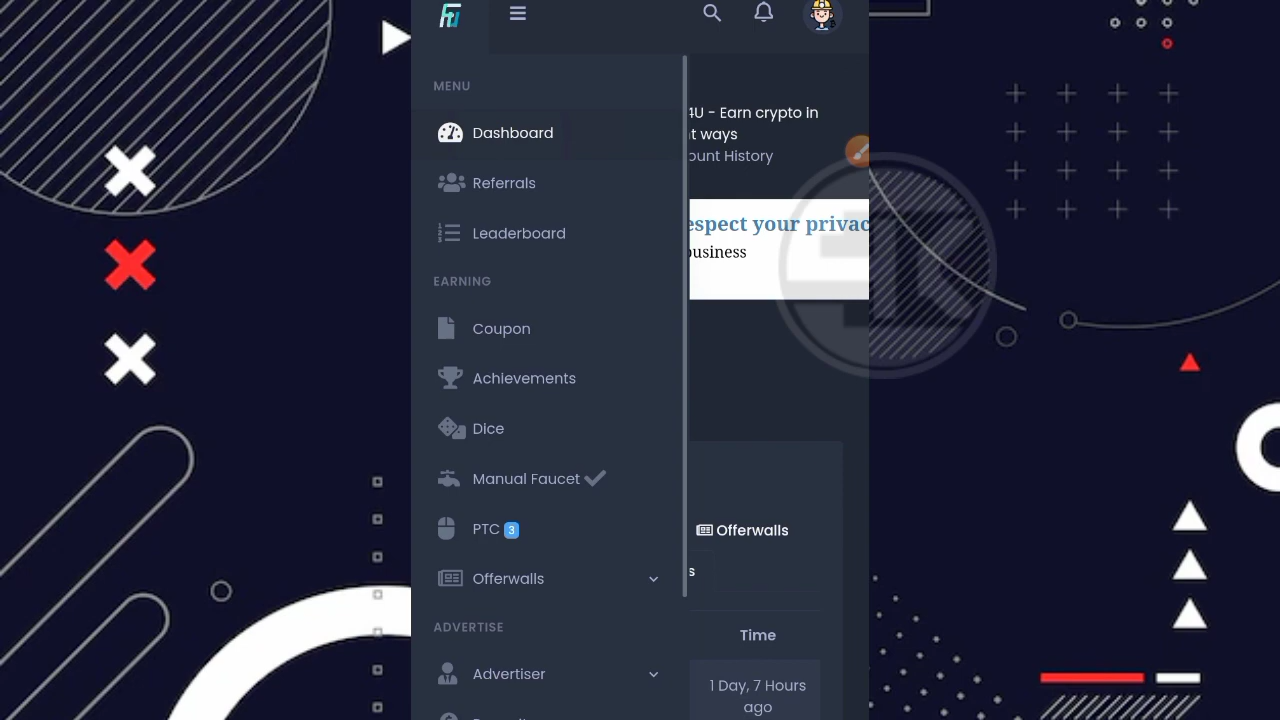 MENU
Dashboard
Referrals
Leaderboard
EARNING
Coupon
Achievements
Dice
Manual Faucet
PTC 3
Offerwalls
ADVERTISE
Advertiser
4U - Earn crypto in
t ways
ount History
espect your privac
business
Offerwalls
s
Time
1 Day, 7 Hours
ago